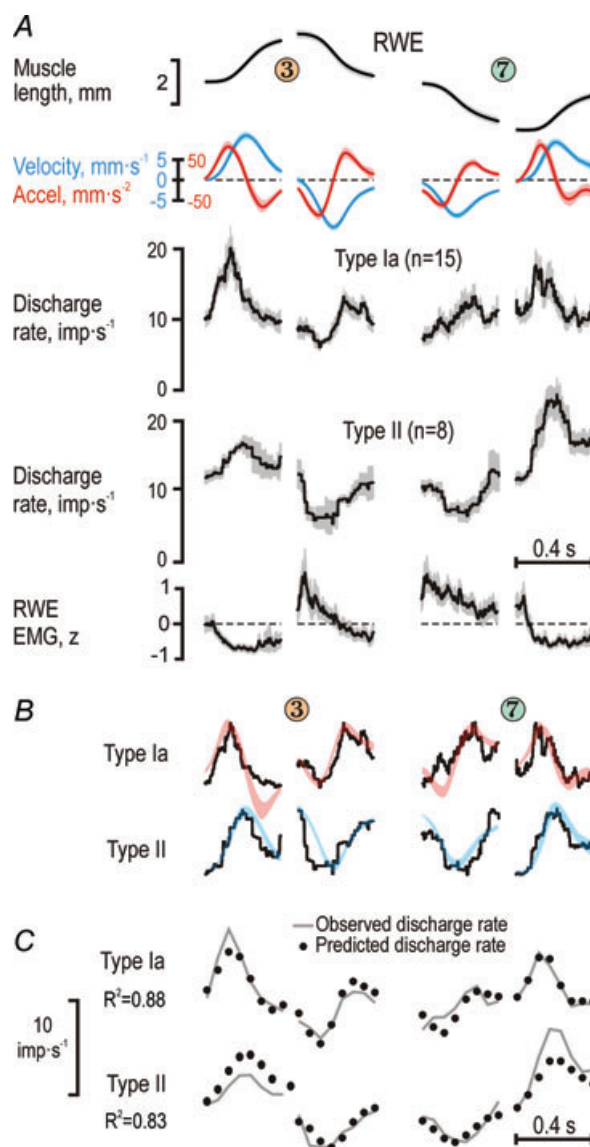 A
RWE
Muscle
length, mm
2
3
7
Velocity, mm·s⁻¹
Accel, mm·s⁻²
5
0
-5
50
0
-50
Type Ia (n=15)
Discharge
rate, imp·s⁻¹
20
10
0
Type II (n=8)
Discharge
rate, imp·s⁻¹
20
10
0
0.4 s
RWE
EMG, z
1
0
-1
B
3
7
Type Ia
Type II
C
Observed discharge rate
Predicted discharge rate
Type Ia
R²=0.88
10
imp·s⁻¹
Type II
R²=0.83
0.4 s